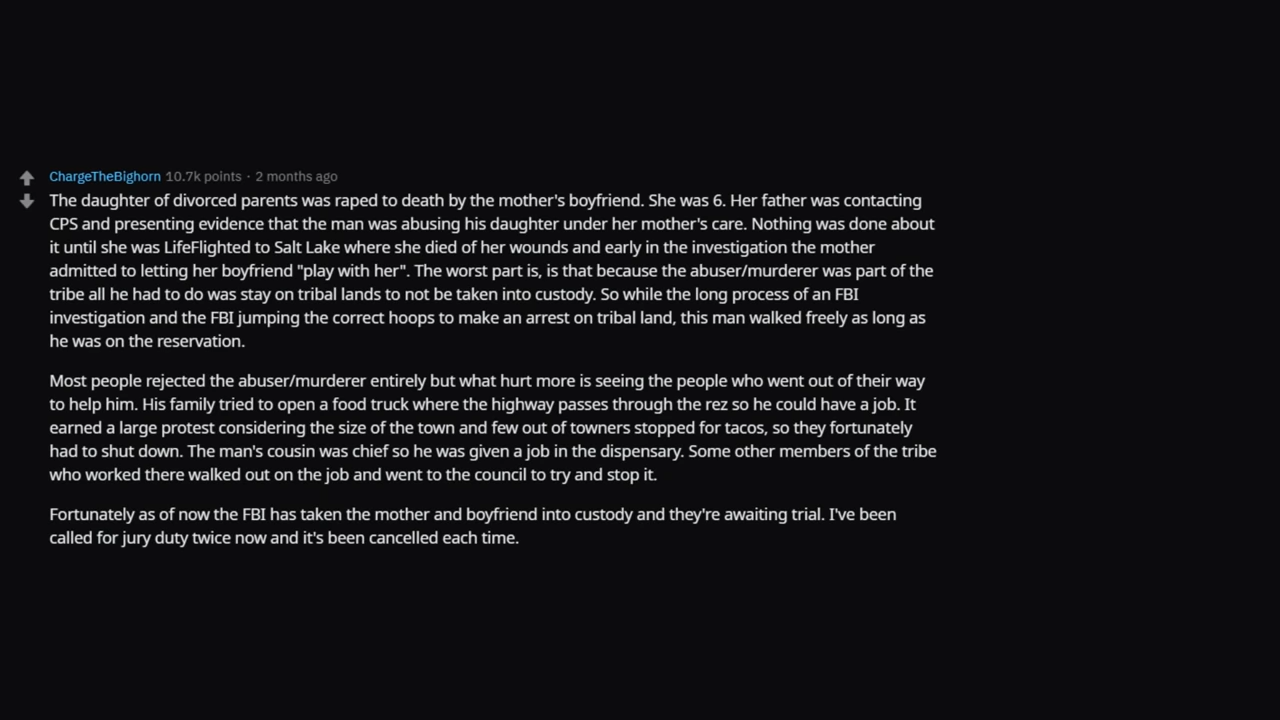 ChargeTheBighorn 10.7k points · 2 months ago
The daughter of divorced parents was raped to death by the mother's boyfriend. She was 6. Her father was contacting
CPS and presenting evidence that the man was abusing his daughter under her mother's care. Nothing was done about
it until she was LifeFlighted to Salt Lake where she died of her wounds and early in the investigation the mother
admitted to letting her boyfriend "play with her". The worst part is, is that because the abuser/murderer was part of the
tribe all he had to do was stay on tribal lands to not be taken into custody. So while the long process of an FBI
investigation and the FBI jumping the correct hoops to make an arrest on tribal land, this man walked freely as long as
he was on the reservation.
Most people rejected the abuser/murderer entirely but what hurt more is seeing the people who went out of their way
to help him. His family tried to open a food truck where the highway passes through the rez so he could have a job. It
earned a large protest considering the size of the town and few out of towners stopped for tacos, so they fortunately
had to shut down. The man's cousin was chief so he was given a job in the dispensary. Some other members of the tribe
who worked there walked out on the job and went to the council to try and stop it.
Fortunately as of now the FBI has taken the mother and boyfriend into custody and they're awaiting trial. I've been
called for jury duty twice now and it's been cancelled each time.